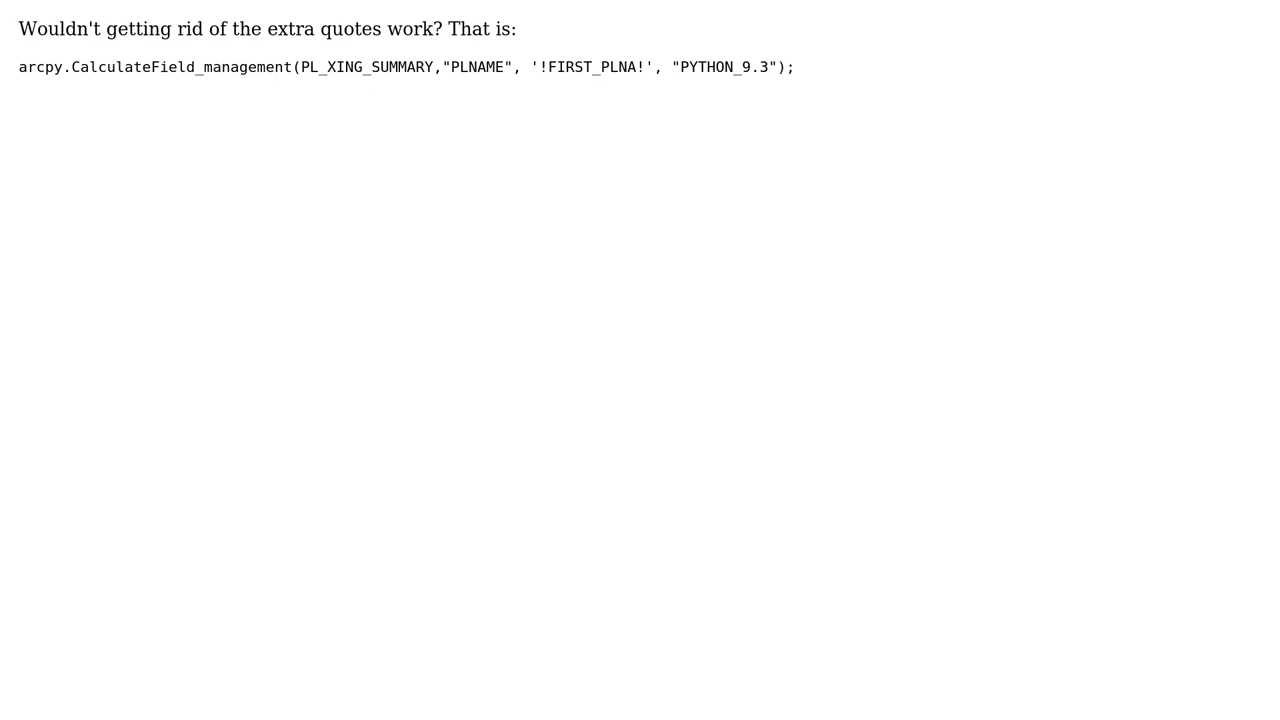 Wouldn't getting rid of the extra quotes work? That is:
arcpy.CalculateField_management(PL_XING_SUMMARY,"PLNAME", '!FIRST_PLNA!', "PYTHON_9.3");